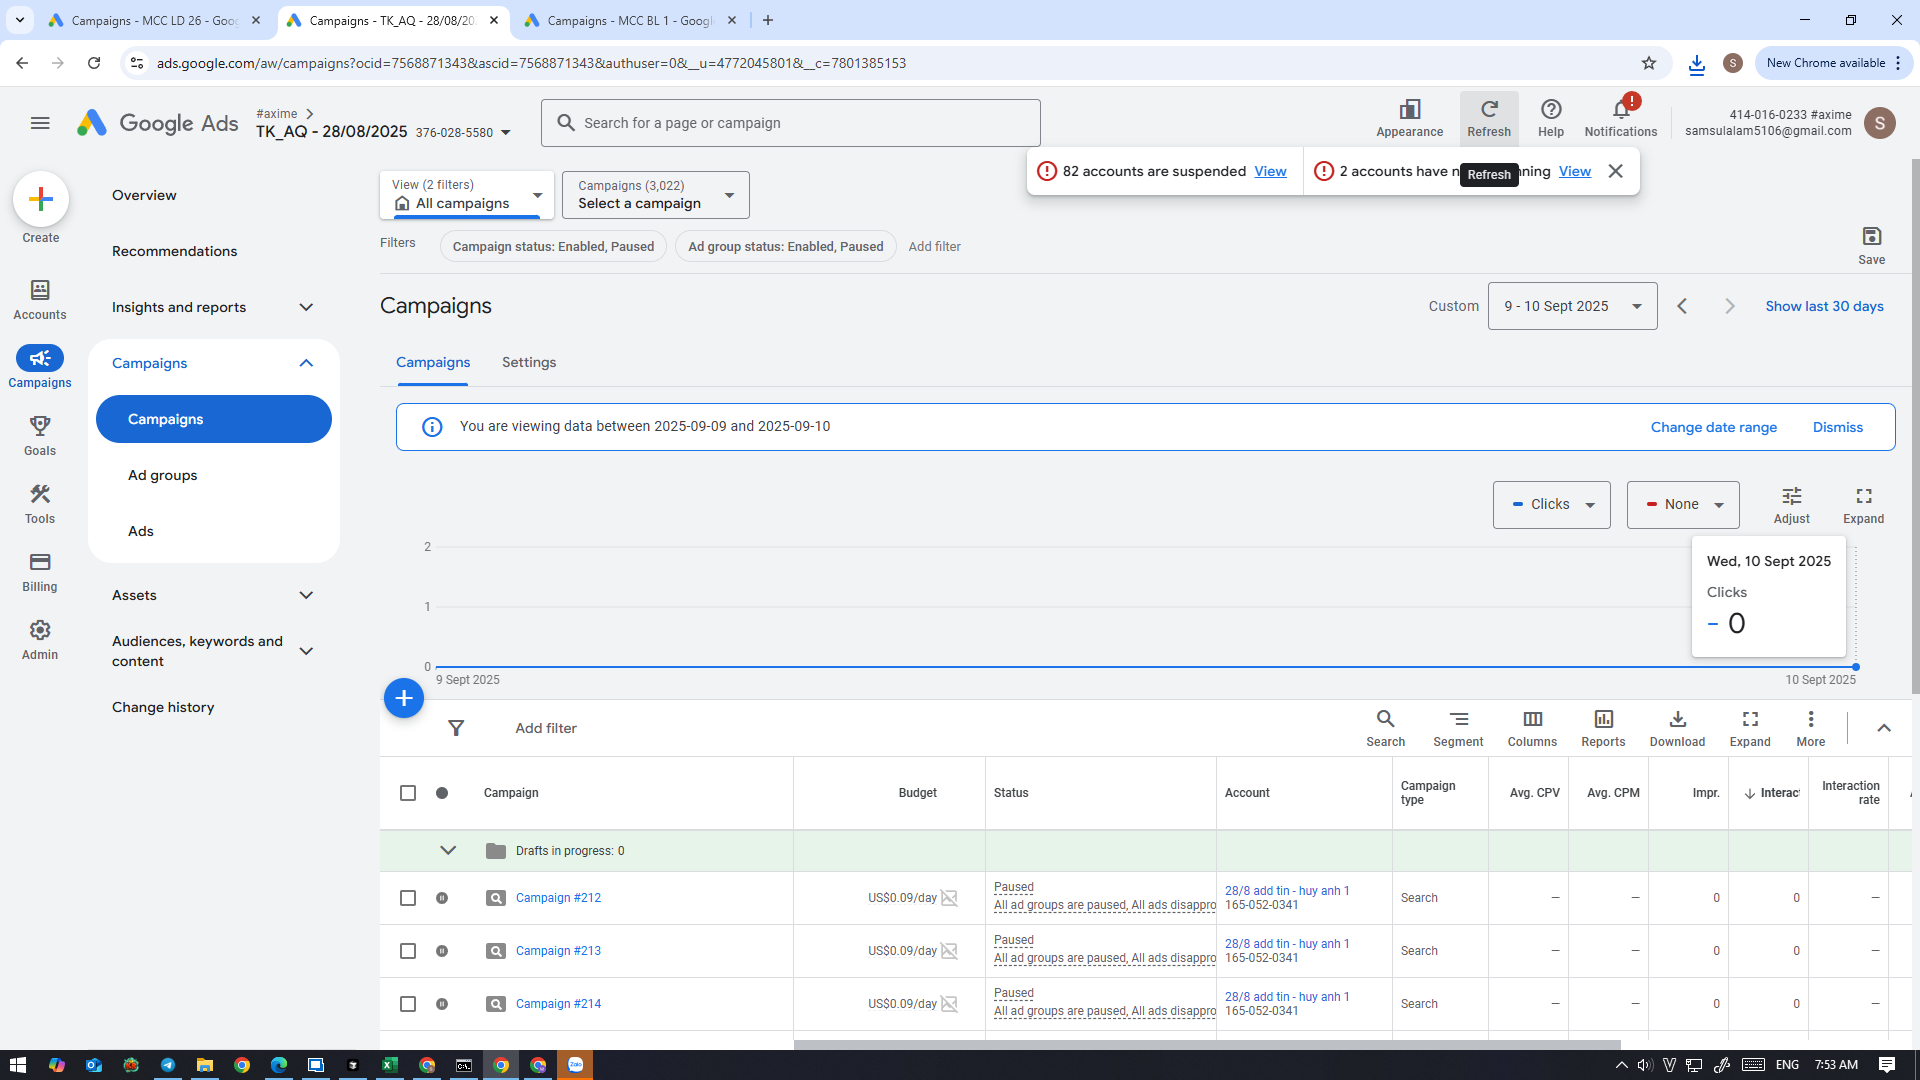 Campaigns - MCC LD 26 - Goog
Campaigns - TK_AQ - 28/08/20
Campaigns - MCC BL 1 - Google
ads.google.com/aw/campaigns?ocid=7568871343&ascid=7568871343&authuser=0&__u=4772045801&__c=7801385153
S
New Chrome available
Google Ads
#axime
TK_AQ - 28/08/2025 376-028-5580
Search for a page or campaign
Appearance
Refresh
Help
Notifications
414-016-0233 #axime
samsulalam5106@gmail.com
S
82 accounts are suspended View
2 accounts have n
nning View
Refresh
Create
Accounts
Campaigns
Goals
Tools
Billing
Admin
Overview
Recommendations
Insights and reports
Campaigns
Campaigns
Ad groups
Ads
Assets
Audiences, keywords and
content
Change history
View (2 filters)
All campaigns
Campaigns (3,022)
Select a campaign
Filters
Campaign status: Enabled, Paused
Ad group status: Enabled, Paused
Add filter
Save
Campaigns
Custom
9 - 10 Sept 2025
Show last 30 days
Campaigns
Settings
You are viewing data between 2025-09-09 and 2025-09-10
Change date range
Dismiss
Clicks
None
Adjust
Expand
2
1
0
9 Sept 2025
10 Sept 2025
Wed, 10 Sept 2025
Clicks
0
Add filter
Search
Segment
Columns
Reports
Download
Expand
More
Campaign
Budget
Status
Account
Campaign
type
Avg. CPV
Avg. CPM
Impr.
Interact
Interaction
rate
Drafts in progress: 0
Campaign #212
US$0.09/day
Paused
All ad groups are paused, All ads disappro
28/8 add tin - huy anh 1
165-052-0341
Search
—
—
0
0
—
Campaign #213
US$0.09/day
Paused
All ad groups are paused, All ads disappro
28/8 add tin - huy anh 1
165-052-0341
Search
—
—
0
0
—
Campaign #214
US$0.09/day
Paused
All ad groups are paused, All ads disappro
28/8 add tin - huy anh 1
165-052-0341
Search
—
—
0
0
—
Zalo
ENG
7:53 AM